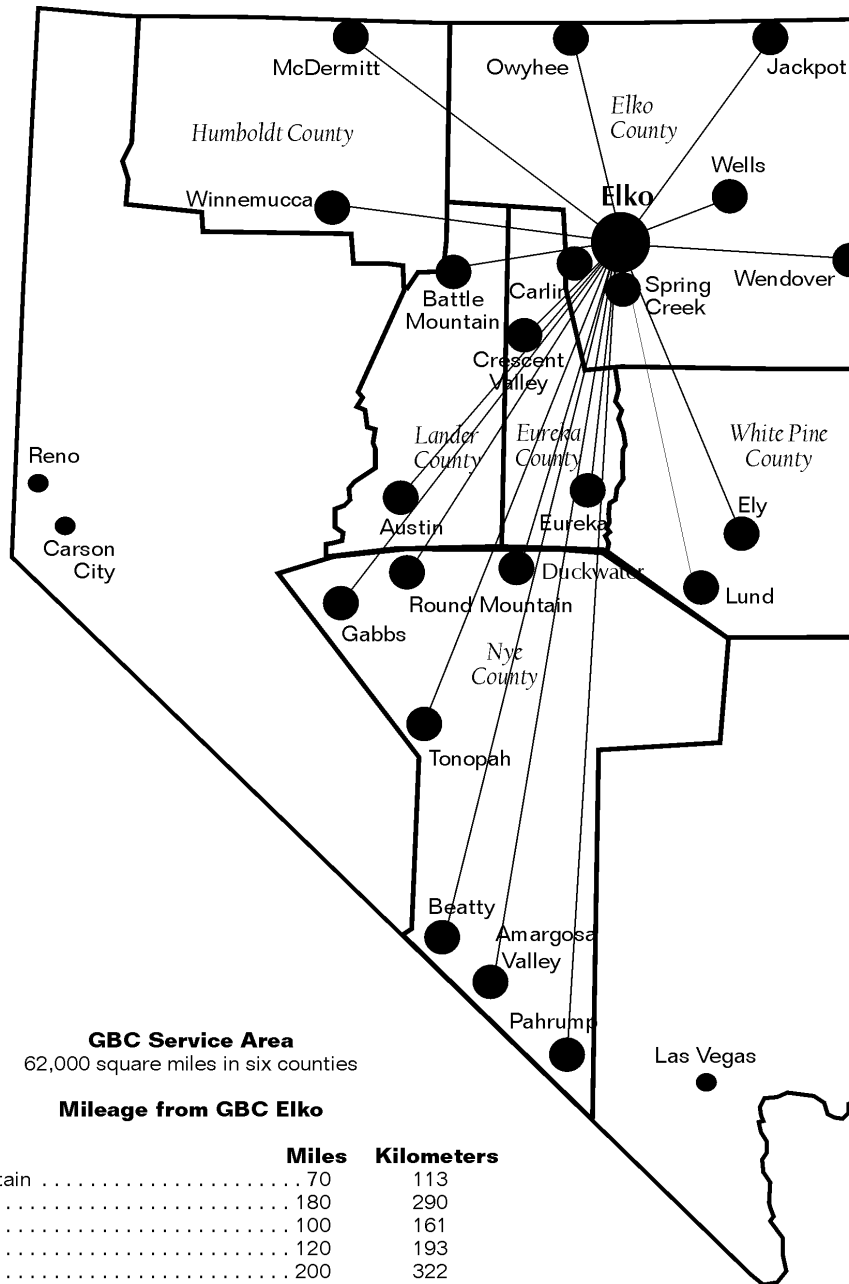 McDermitt
Owyhee
Jackpot
Elko
County
Humboldt County
Wells
Elko
Winnemucca
Battle
Mountain
Carlin
Spring
Creek
Wendover
Crescent
Valley
Lander
County
Eureka
County
White Pine
County
Reno
Carson
City
Austin
Eureka
Ely
Duckwater
Lund
Round Mountain
Gabbs
Nye
County
Tonopah
Beatty
Amargosa
Valley
Pahrump
Las Vegas
GBC Service Area
62,000 square miles in six counties
Mileage from GBC Elko
Miles Kilometers
tain . . . . . . . . . . . . . . . . . . . . . . . . 70 113
. . . . . . . . . . . . . . . . . . . . . . . . . . 180 290
. . . . . . . . . . . . . . . . . . . . . . . . . . 100 161
. . . . . . . . . . . . . . . . . . . . . . . . . . 120 193
. . . . . . . . . . . . . . . . . . . . . . . . . . 200 322